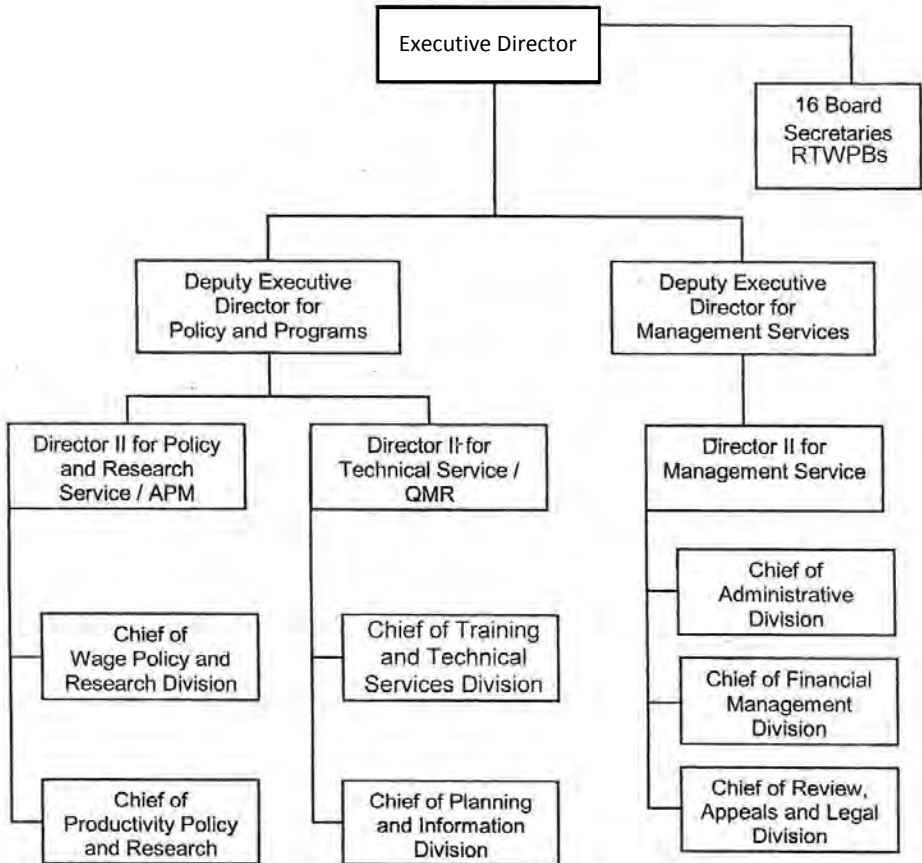 Executive Director
16 Board
Secretaries
RTWPBs
Deputy Executive
Director for
Policy and Programs
Deputy Executive
Director for
Management Services
Director II for Policy
and Research
Service / APM
Director II for
Technical Service /
QMR
Director II for
Management Service
Chief of
Wage Policy and
Research Division
Chief of Training
and Technical
Services Division
Chief of
Administrative
Division
Chief of Financial
Management
Division
Chief of
Productivity Policy
and Research
Chief of Planning
and Information
Division
Chief of Review,
Appeals and Legal
Division